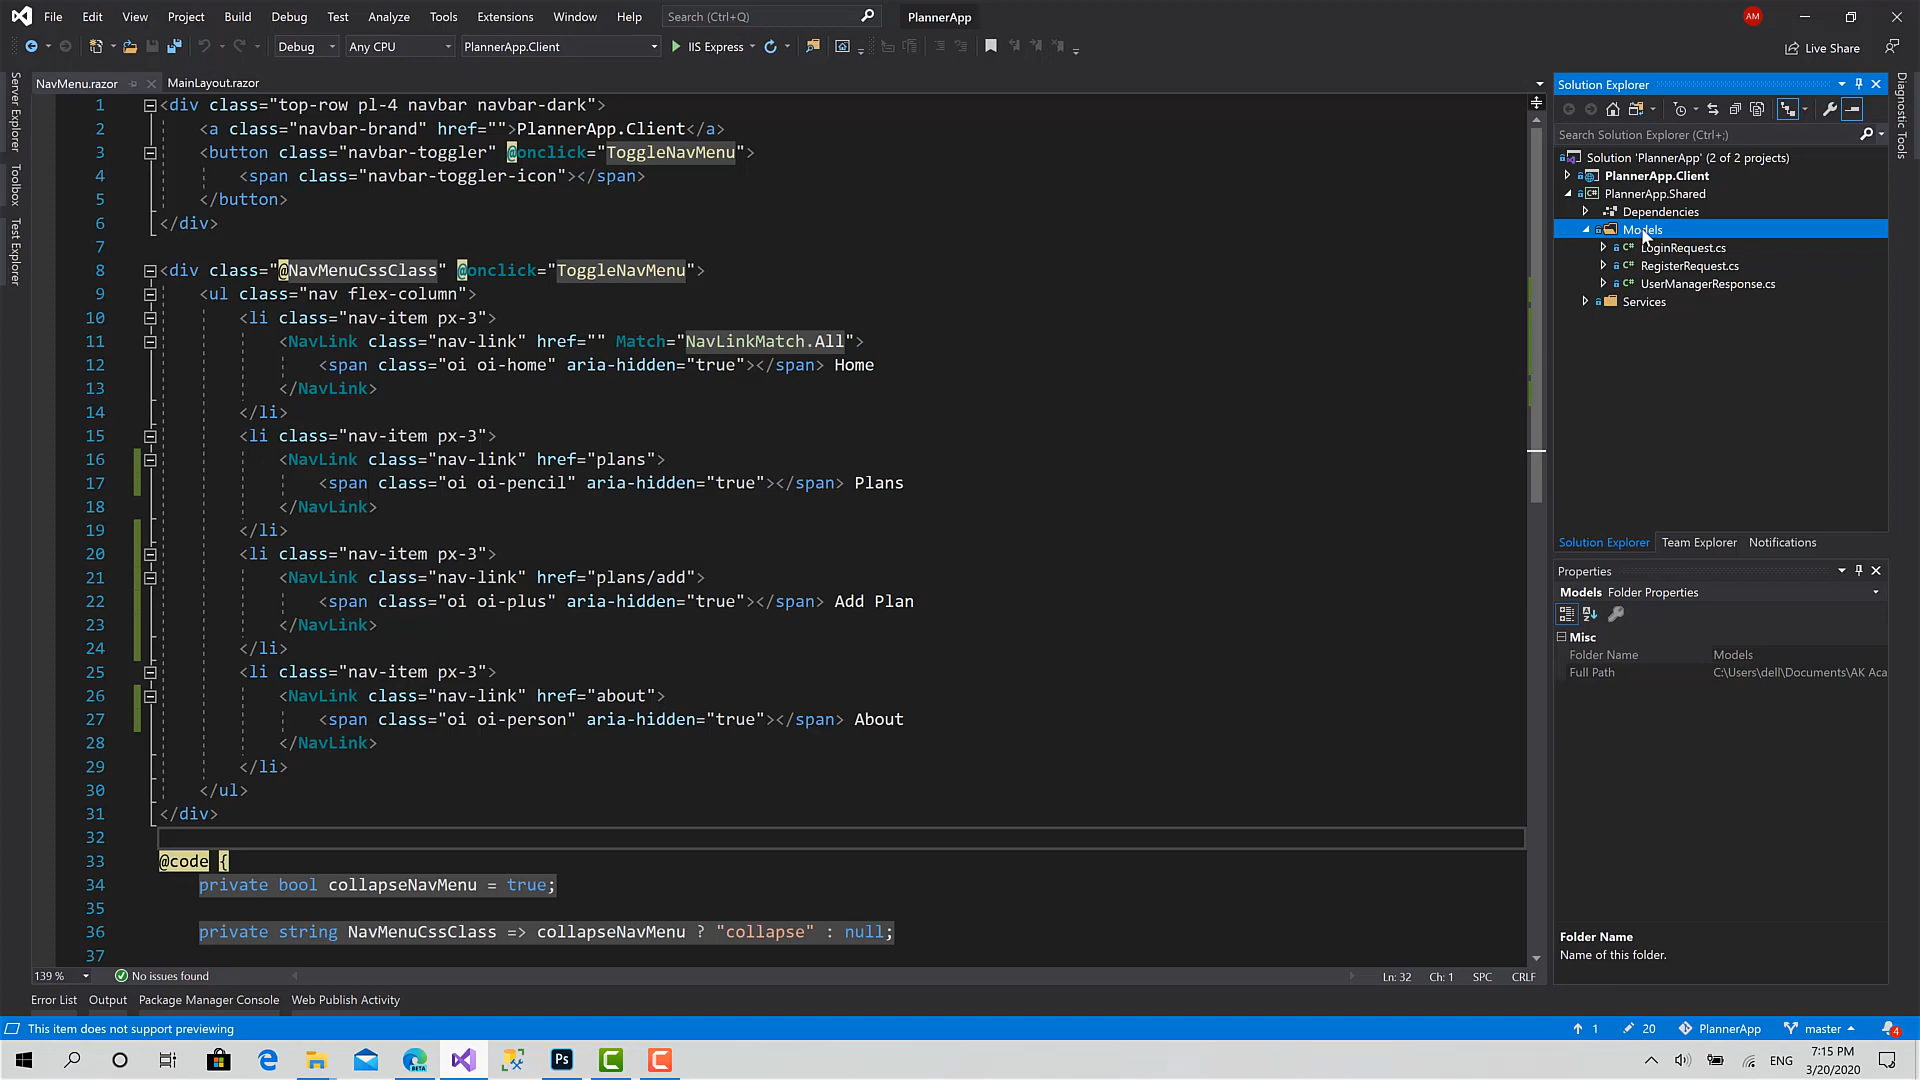 File Edit View Project Build Debug Test Analyze Tools Extensions Window Help Search (Ctrl+Q) PlannerApp AM
Debug Any CPU PlannerApp.Client IIS Express Live Share
Server Explorer
Toolbox
Test Explorer
NavMenu.razor MainLayout.razor
1 <div class="top-row pl-4 navbar navbar-dark">
2 <a class="navbar-brand" href="">PlannerApp.Client</a>
3 <button class="navbar-toggler" @onclick="ToggleNavMenu">
4 <span class="navbar-toggler-icon"></span>
5 </button>
6 </div>
7
8 <div class="@NavMenuCssClass" @onclick="ToggleNavMenu">
9 <ul class="nav flex-column">
10 <li class="nav-item px-3">
11 <NavLink class="nav-link" href="" Match="NavLinkMatch.All">
12 <span class="oi oi-home" aria-hidden="true"></span> Home
13 </NavLink>
14 </li>
15 <li class="nav-item px-3">
16 <NavLink class="nav-link" href="plans">
17 <span class="oi oi-pencil" aria-hidden="true"></span> Plans
18 </NavLink>
19 </li>
20 <li class="nav-item px-3">
21 <NavLink class="nav-link" href="plans/add">
22 <span class="oi oi-plus" aria-hidden="true"></span> Add Plan
23 </NavLink>
24 </li>
25 <li class="nav-item px-3">
26 <NavLink class="nav-link" href="about">
27 <span class="oi oi-person" aria-hidden="true"></span> About
28 </NavLink>
29 </li>
30 </ul>
31 </div>
32
33 @code {
34 private bool collapseNavMenu = true;
35
36 private string NavMenuCssClass => collapseNavMenu ? "collapse" : null;
37
139 % No issues found Ln: 32 Ch: 1 SPC CRLF
Solution Explorer
Search Solution Explorer (Ctrl+;)
Solution 'PlannerApp' (2 of 2 projects)
PlannerApp.Client
C# PlannerApp.Shared
Dependencies
Models
C# LoginRequest.cs
C# RegisterRequest.cs
C# UserManagerResponse.cs
Services
Solution Explorer Team Explorer Notifications
Properties
Models Folder Properties
Misc
Folder Name Models
Full Path C:\Users\dell\Documents\AK Aca
Folder Name
Name of this folder.
Diagnostic Tools
Error List Output Package Manager Console Web Publish Activity
This item does not support previewing 1 20 PlannerApp master 4
BETA Ps ENG 7:15 PM
3/20/2020